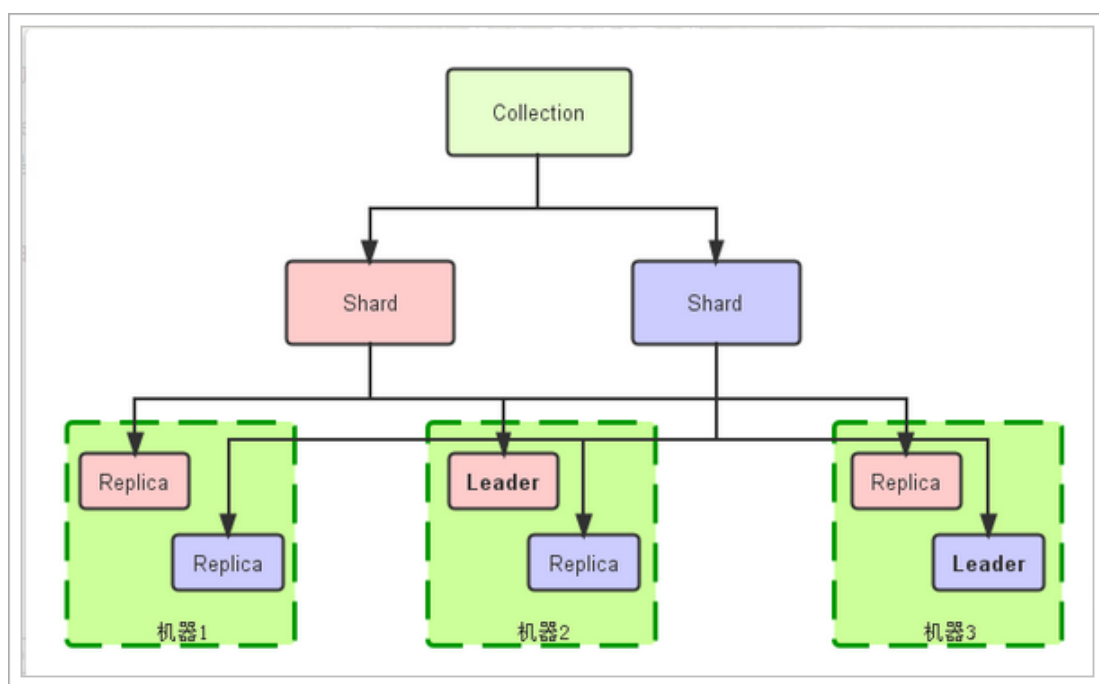 Collection
Shard
Shard
Replica
Leader
Replica
Replica
Replica
Leader
机器1
机器2
机器3